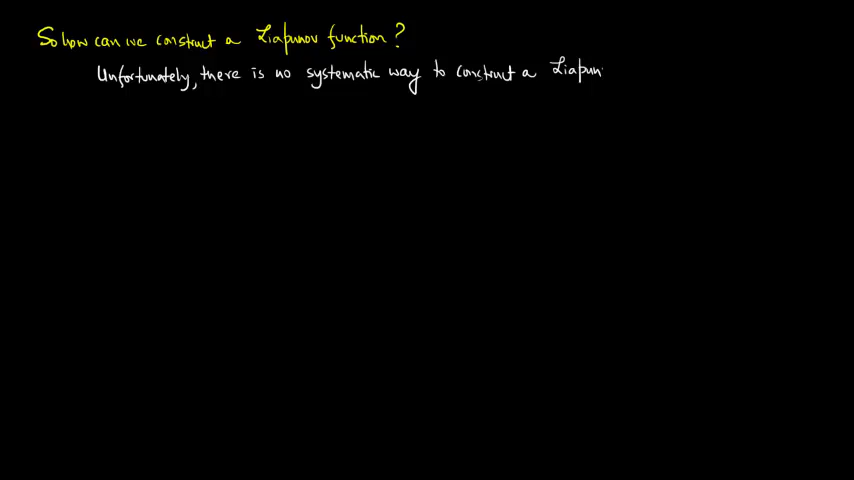 So how can we construct a Liapunov function?
Unfortunately, there is no systematic way to construct a Liapun